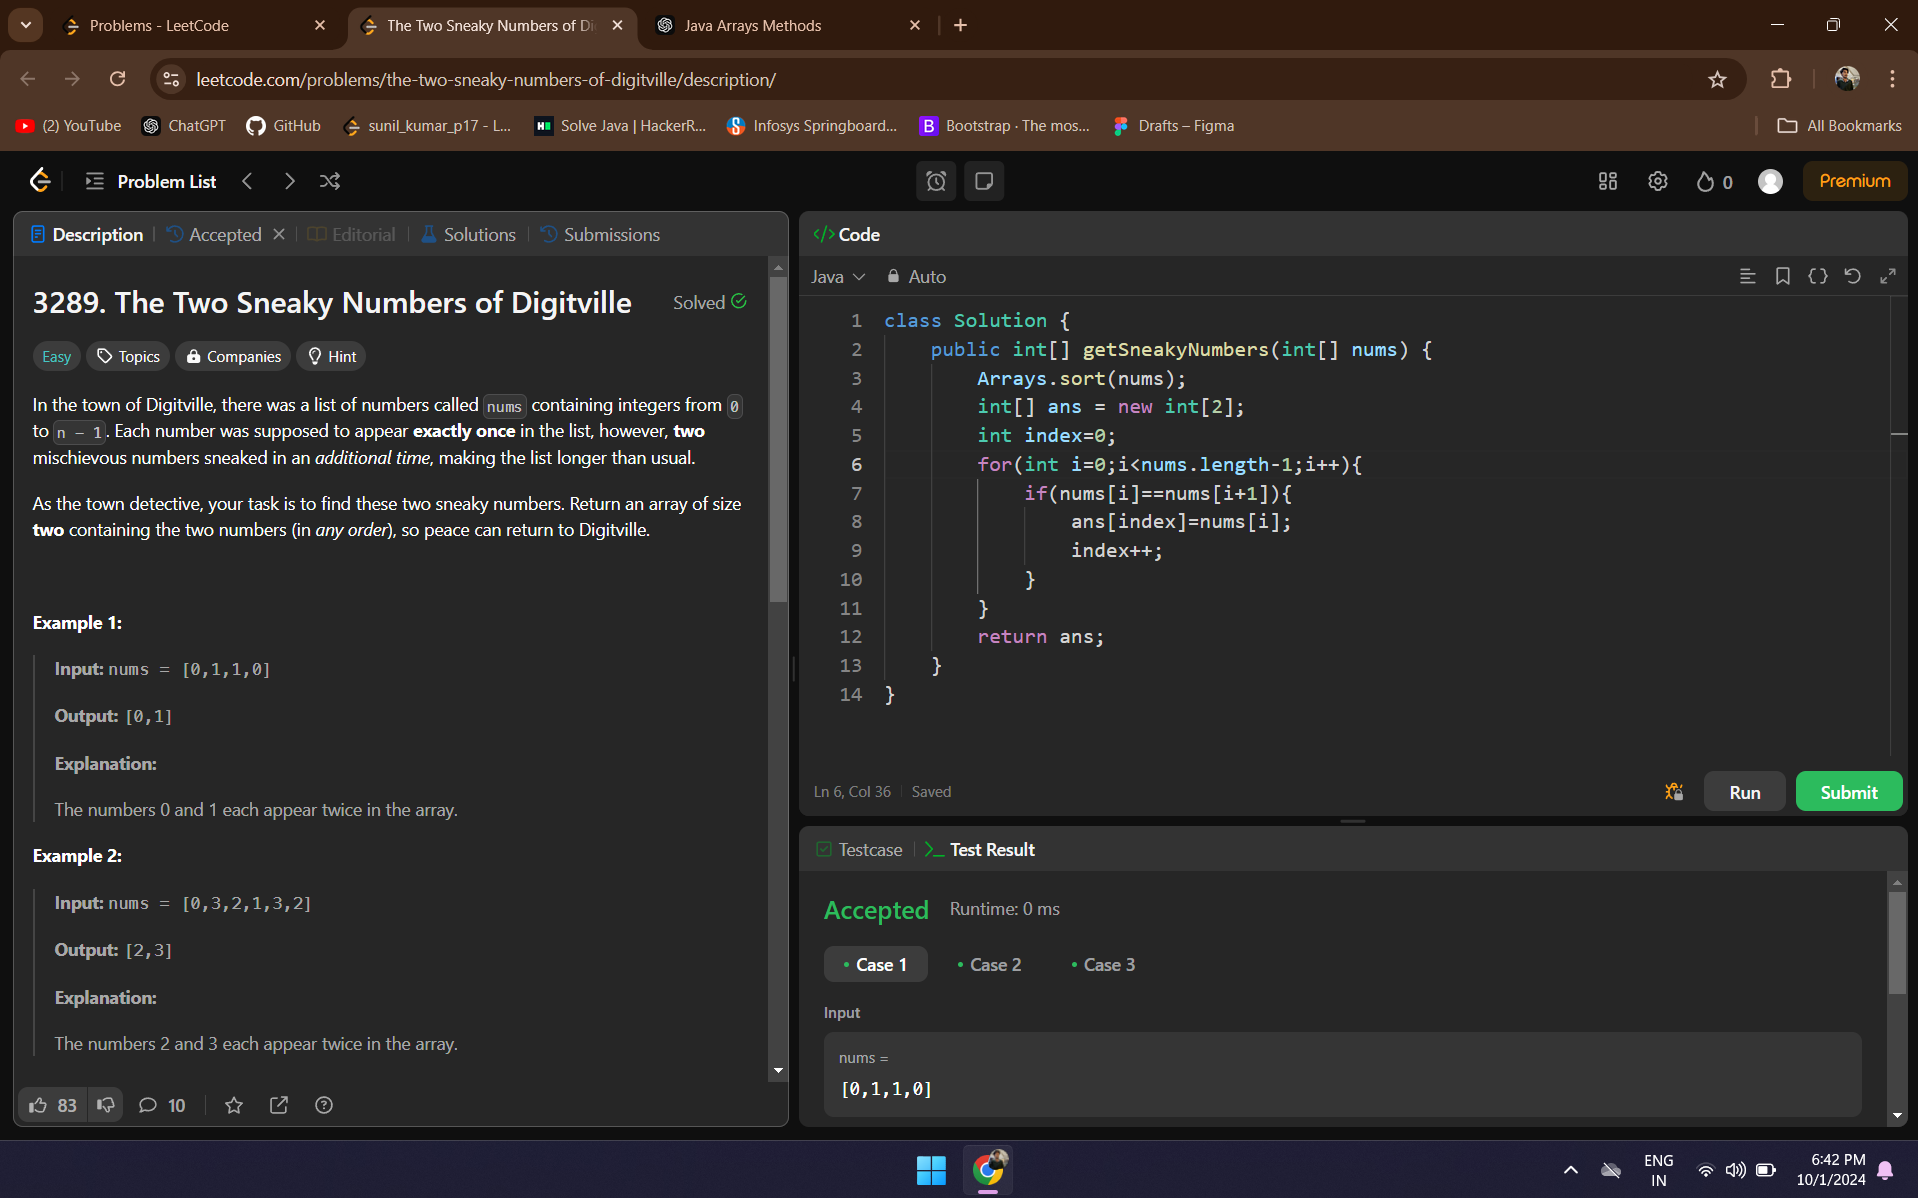 Problems - LeetCode
The Two Sneaky Numbers of Di
Java Arrays Methods
leetcode.com/problems/the-two-sneaky-numbers-of-digitville/description/
(2) YouTube
ChatGPT
GitHub
sunil_kumar_p17 - L...
Solve Java | HackerR...
Infosys Springboard...
Bootstrap · The mos...
Drafts – Figma
All Bookmarks
Problem List
0
Premium
Description
Accepted
Editorial
Solutions
Submissions
3289. The Two Sneaky Numbers of Digitville
Solved
Easy
Topics
Companies
Hint
In the town of Digitville, there was a list of numbers called nums containing integers from 0
to n - 1. Each number was supposed to appear exactly once in the list, however, two
mischievous numbers sneaked in an additional time, making the list longer than usual.
As the town detective, your task is to find these two sneaky numbers. Return an array of size
two containing the two numbers (in any order), so peace can return to Digitville.
Example 1:
Input: nums = [0,1,1,0]
Output: [0,1]
Explanation:
The numbers 0 and 1 each appear twice in the array.
Example 2:
Input: nums = [0,3,2,1,3,2]
Output: [2,3]
Explanation:
The numbers 2 and 3 each appear twice in the array.
83
10
</> Code
Java
Auto
1 class Solution {
2 public int[] getSneakyNumbers(int[] nums) {
3 Arrays.sort(nums);
4 int[] ans = new int[2];
5 int index=0;
6 for(int i=0;i<nums.length-1;i++){
7 if(nums[i]==nums[i+1]){
8 ans[index]=nums[i];
9 index++;
10 }
11 }
12 return ans;
13 }
14 }
Ln 6, Col 36
Saved
Run
Submit
Testcase
Test Result
Accepted
Runtime: 0 ms
Case 1
Case 2
Case 3
Input
nums =
[0,1,1,0]
ENG
IN
6:42 PM
10/1/2024